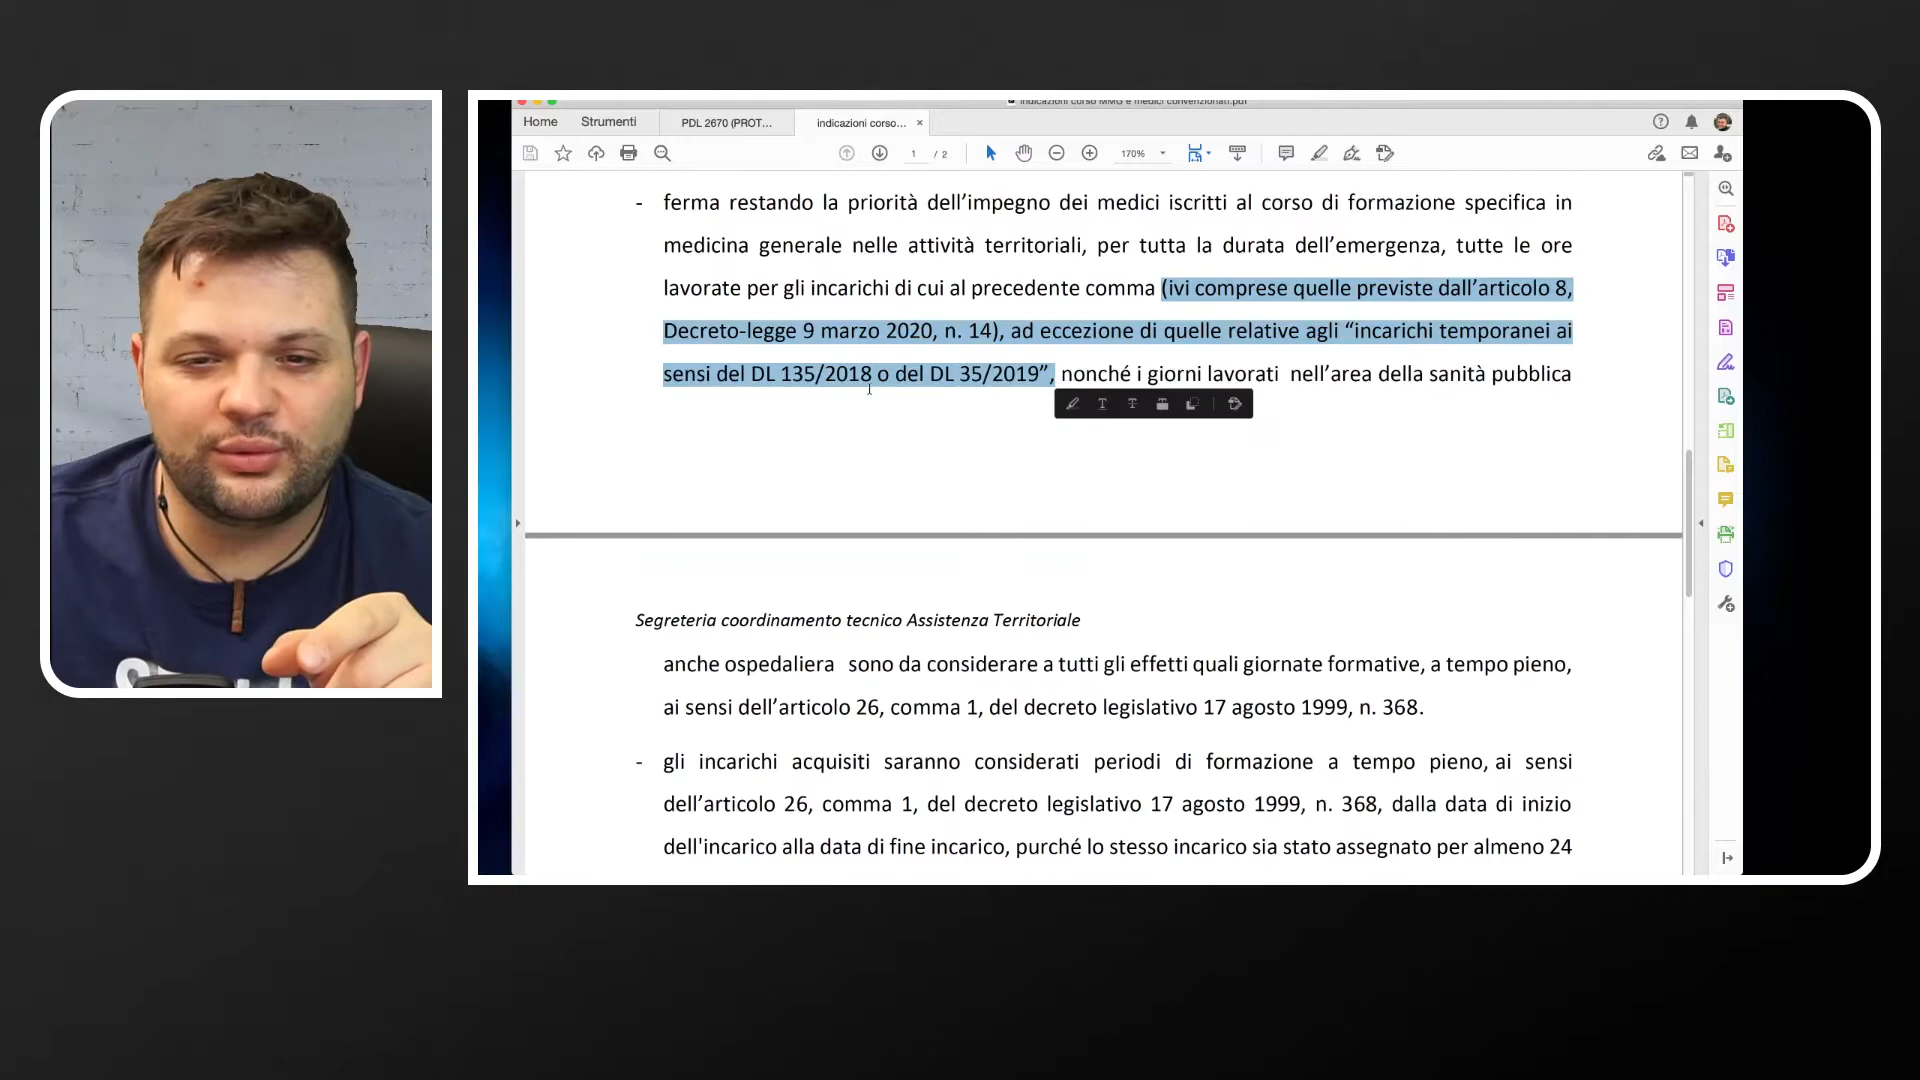 indicazioni corso MMG e medici convenzionati.pdf
Home Strumenti PDL 2670 (PROT... indicazioni corso... ×
1 / 2 170%
- ferma restando la priorità dell’impegno dei medici iscritti al corso di formazione specifica in
medicina generale nelle attività territoriali, per tutta la durata dell’emergenza, tutte le ore
lavorate per gli incarichi di cui al precedente comma (ivi comprese quelle previste dall’articolo 8,
Decreto-legge 9 marzo 2020, n. 14), ad eccezione di quelle relative agli “incarichi temporanei ai
sensi del DL 135/2018 o del DL 35/2019”, nonché i giorni lavorati nell’area della sanità pubblica
Segreteria coordinamento tecnico Assistenza Territoriale
anche ospedaliera sono da considerare a tutti gli effetti quali giornate formative, a tempo pieno,
ai sensi dell’articolo 26, comma 1, del decreto legislativo 17 agosto 1999, n. 368.
- gli incarichi acquisiti saranno considerati periodi di formazione a tempo pieno, ai sensi
dell’articolo 26, comma 1, del decreto legislativo 17 agosto 1999, n. 368, dalla data di inizio
dell'incarico alla data di fine incarico, purché lo stesso incarico sia stato assegnato per almeno 24